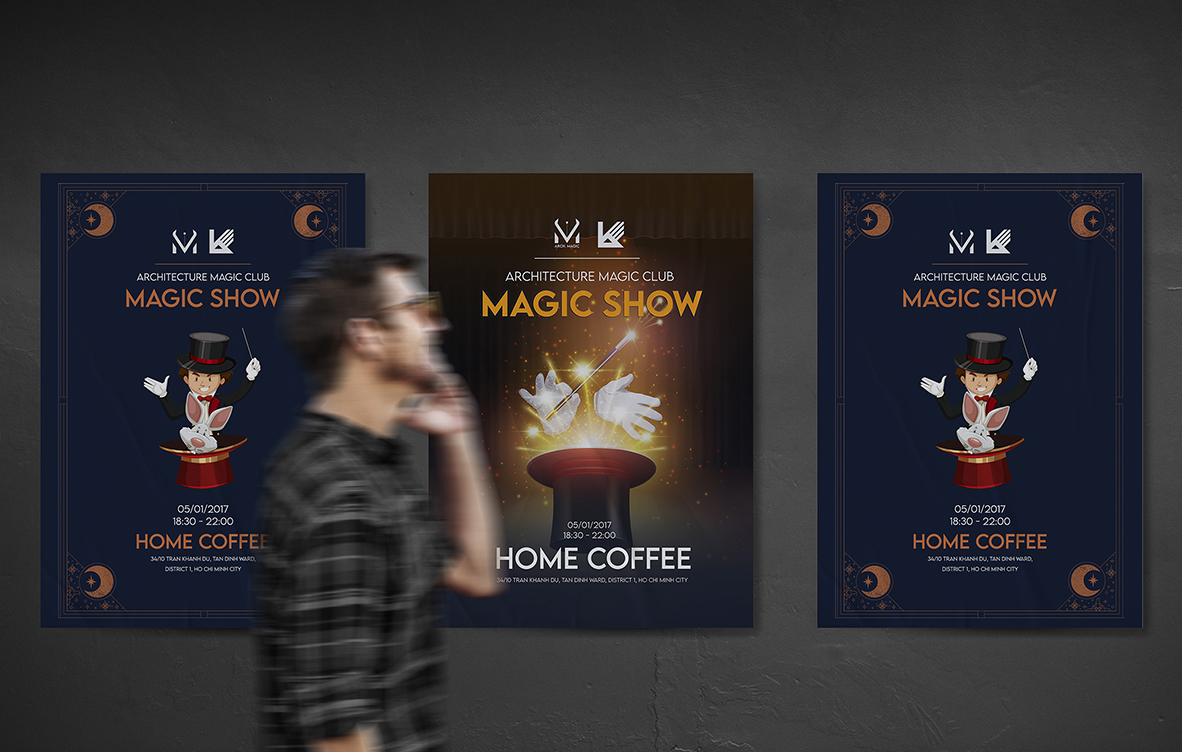 ARCHITECTURE MAGIC CLUB
MAGIC SHOW
05/01/2017
18:30 - 22:00
HOME COFFEE
34/10 TRAN KHANH DU, TAN DINH WARD,
DISTRICT 1, HO CHI MINH
M
ARCH. MAGIC
ARCHITECTURE MAGIC CLUB
MAGIC SHOW
05/01/2017
18:30 - 22:00
HOME COFFEE
34/10 TRAN KHANH DU, TAN DINH WARD, DISTRICT 1, HO CHI MINH CITY
ARCHITECTURE MAGIC CLUB
MAGIC SHOW
05/01/2017
18:30 - 22:00
HOME COFFEE
34/10 TRAN KHANH DU, TAN DINH WARD,
DISTRICT 1, HO CHI MINH CITY